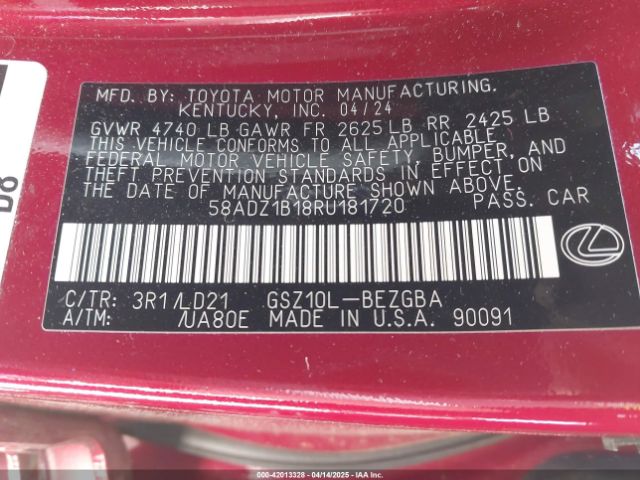 MFD. BY: TOYOTA MOTOR MANUFACTURING.
KENTUCKY, INC. 04/24
GVWR 4740 LB GAWR FR 2625 LB RR 2425 LB
THIS VEHICLE CONFORMS TO ALL APPLICABLE
FEDERAL MOTOR VEHICLE SAFETY, BUMPER, AND
THEFT PREVENTION STANDARDS IN EFFECT ON
THE DATE OF MANUFACTURE SHOWN ABOVE.
58ADZ1B18RU181720 PASS. CAR
C/TR: 3R1/LD21 GSZ10L-BEZGBA
A/TM: /UA80E MADE IN U.S.A. 90091
000-42013328 04/14/2025 IAAI.com